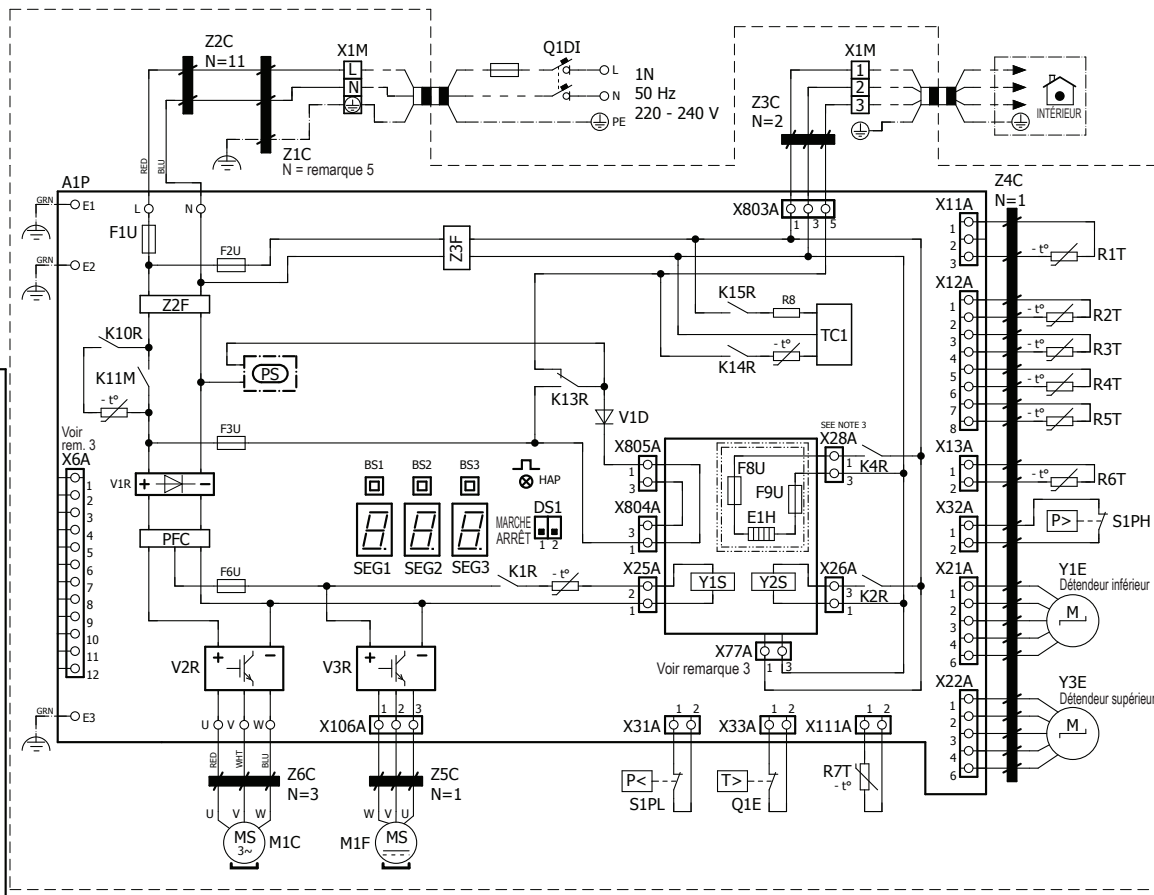 Z2C
N=11
X1M
L
N
Q1DI
L
N
PE
1N
50 Hz
220 - 240 V
Z1C
N = remarque 5
RED
BLU
X1M
1
2
3
Z3C
N=2
INTÉRIEUR
A1P
GRN
E1
GRN
E2
L
N
F1U
F2U
Z3F
Z2F
K10R
K11M
- t°
PS
F3U
X803A
1
3
5
K15R
R8
TC1
- t°
K14R
K13R
V1D
Z4C
N=1
X11A
1
2
3
- t°
R1T
X12A
1
2
3
4
5
6
7
8
- t°
R2T
- t°
R3T
- t°
R4T
- t°
R5T
X13A
1
2
- t°
R6T
X32A
1
2
P>
S1PH
X21A
1
2
3
4
6
Y1E
Détendeur inférieur
M
X22A
1
2
3
4
6
Y3E
Détendeur supérieur
M
Voir
rem. 3
X6A
1
2
3
4
5
6
7
8
9
10
11
12
V1R
+
-
PFC
F6U
BS1
BS2
BS3
HAP
DS1
MARCHE
ARRÊT
1 2
SEG1
SEG2
SEG3
X805A
1
3
X804A
3
1
F8U
F9U
E1H
SEE NOTE 3
X28A
1
3
K4R
K1R
- t°
X25A
2
1
Y1S
Y2S
X26A
3
1
K2R
X77A
1
3
Voir remarque 3
V2R
+
-
V3R
+
-
U
V
W
1
2
3
X106A
GRN
E3
RED
WHT
BLU
Z6C
N=3
U
V
W
MS
3~
M1C
Z5C
N=1
W
V
U
M1F
MS
X31A
1
2
P<
S1PL
X33A
1
2
T>
Q1E
X111A
1
2
R7T
- t°